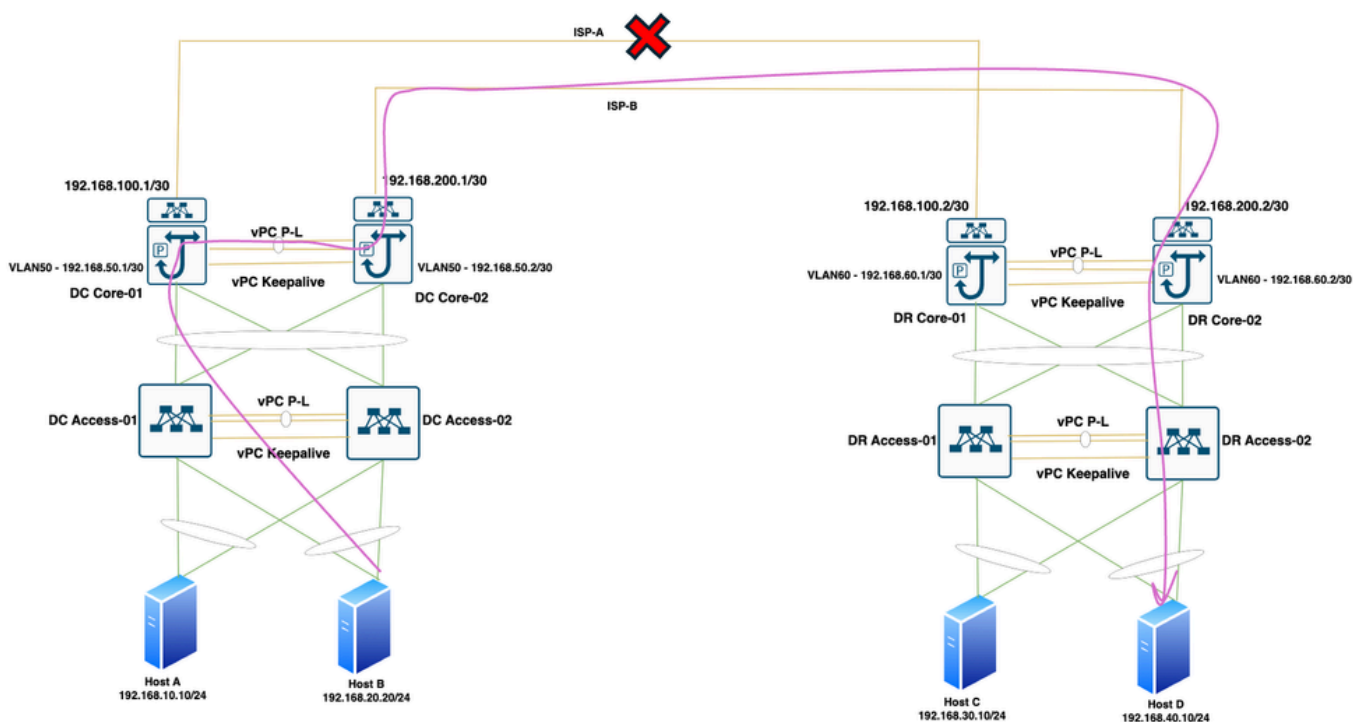 ISP-A
ISP-B
192.168.100.1/30
192.168.200.1/30
P
vPC P-L
P
VLAN50 - 192.168.50.1/30
VLAN50 - 192.168.50.2/30
vPC Keepalive
DC Core-01
DC Core-02
192.168.100.2/30
192.168.200.2/30
P
vPC P-L
P
VLAN60 - 192.168.60.1/30
VLAN60 - 192.168.60.2/30
vPC Keepalive
DR Core-01
DR Core-02
vPC P-L
DC Access-01
DC Access-02
vPC Keepalive
vPC P-L
DR Access-01
DR Access-02
vPC Keepalive
Host A
192.168.10.10/24
Host B
192.168.20.20/24
Host C
192.168.30.10/24
Host D
192.168.40.10/24